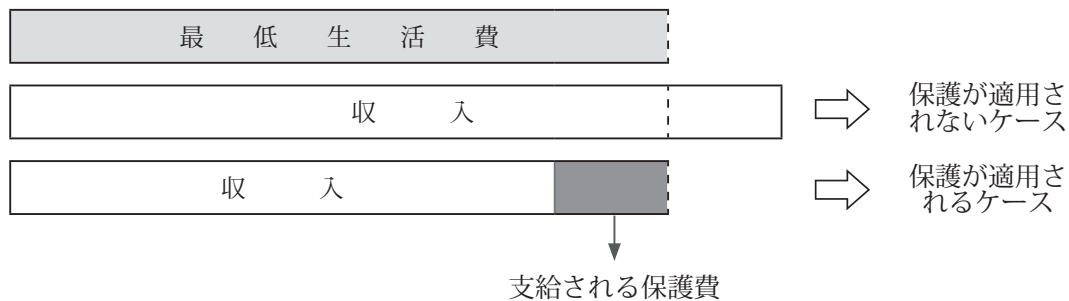 最低生活費
収入
保護が適用さ
れないケース
収入
保護が適用さ
れるケース
支給される保護費